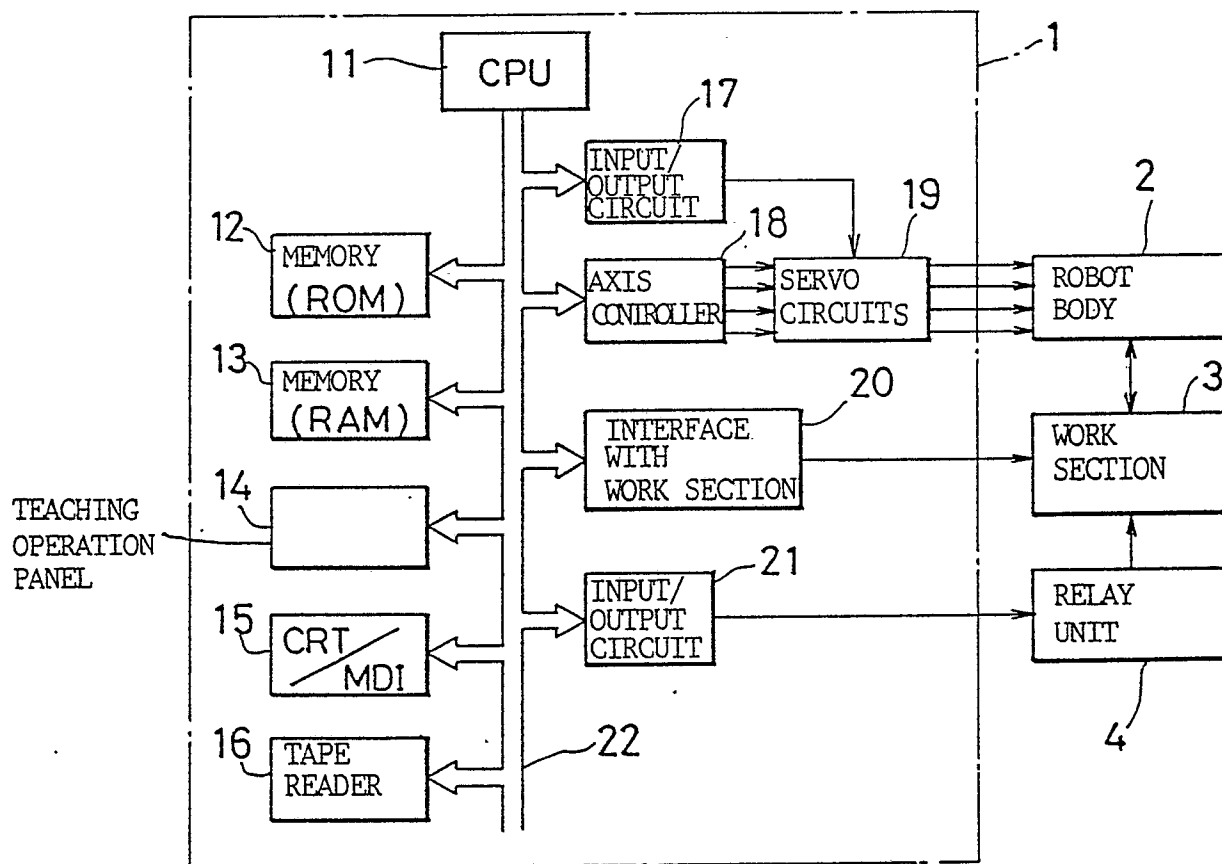 1
11
CPU
17
INPUT/
OUTPUT
CIRCUIT
12
MEMORY
(ROM)
18
AXIS
CONIROLLER
19
SERVO
CIRCUITS
2
ROBOT
BODY
13
MEMORY
(RAM)
20
INTERFACE
WITH
WORK SECTION
3
WORK
SECTION
14
TEACHING
OPERATION
PANEL
21
INPUT/
OUTPUT
CIRCUIT
RELAY
UNIT
4
15
CRT/
MDI
16
TAPE
READER
22